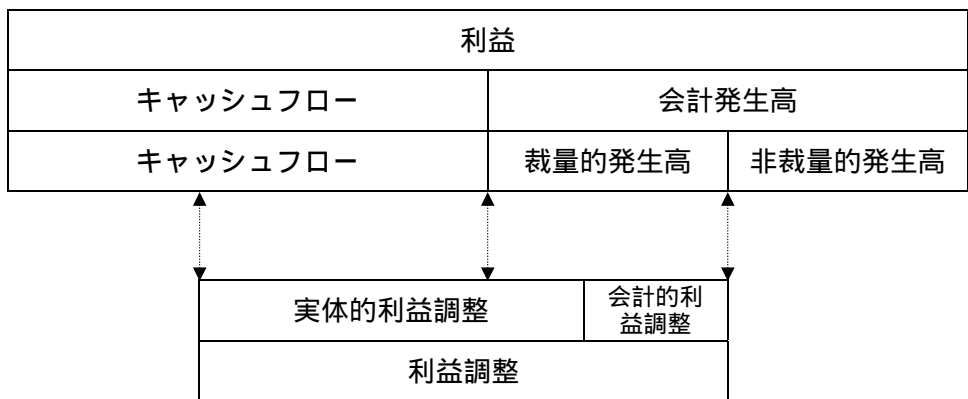 利益
キャッシュフロー
会計発生高
キャッシュフロー
裁量的発生高
非裁量的発生高
実体的利益調整
会計的利
益調整
利益調整